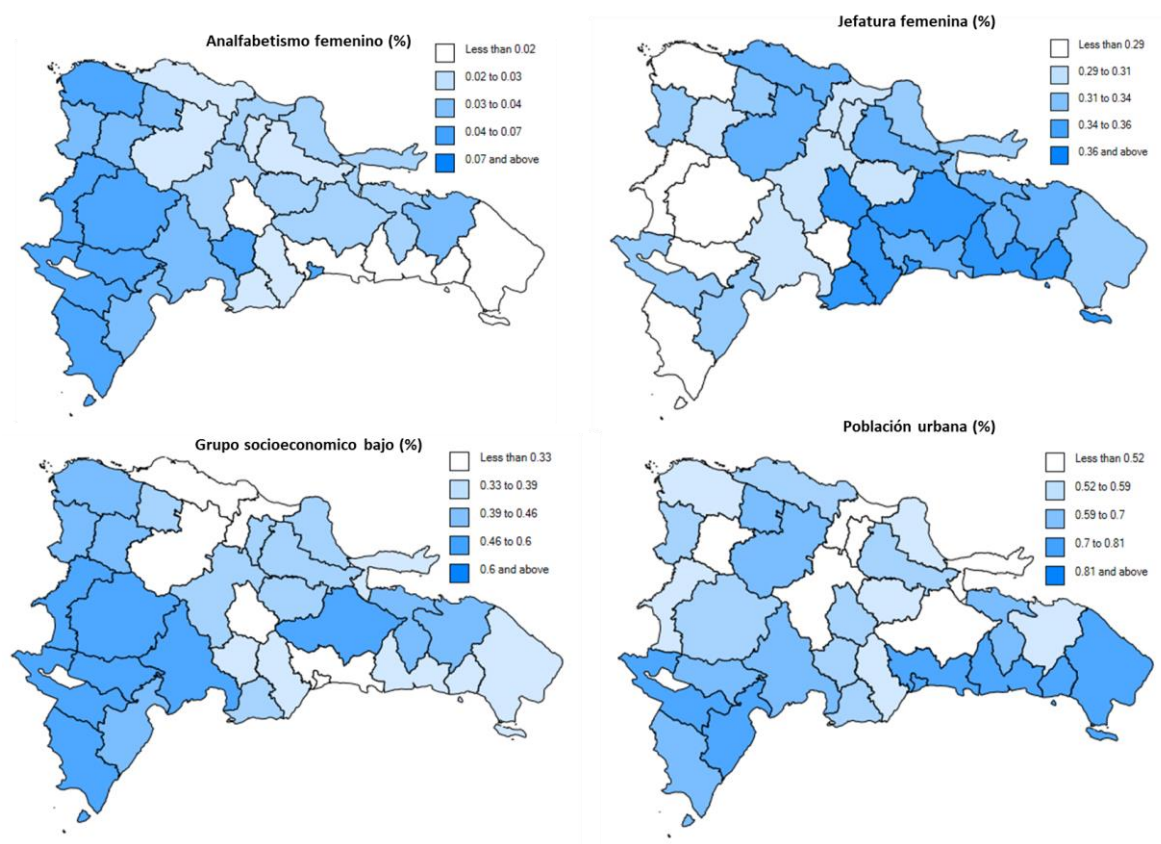 Analfabetismo femenino (%)
Less than 0.02
0.02 to 0.03
0.03 to 0.04
0.04 to 0.07
0.07 and above
Jefatura femenina (%)
Less than 0.29
0.29 to 0.31
0.31 to 0.34
0.34 to 0.36
0.36 and above
Grupo socioeconomico bajo (%)
Less than 0.33
0.33 to 0.39
0.39 to 0.46
0.46 to 0.6
0.6 and above
Población urbana (%)
Less than 0.52
0.52 to 0.59
0.59 to 0.7
0.7 to 0.81
0.81 and above